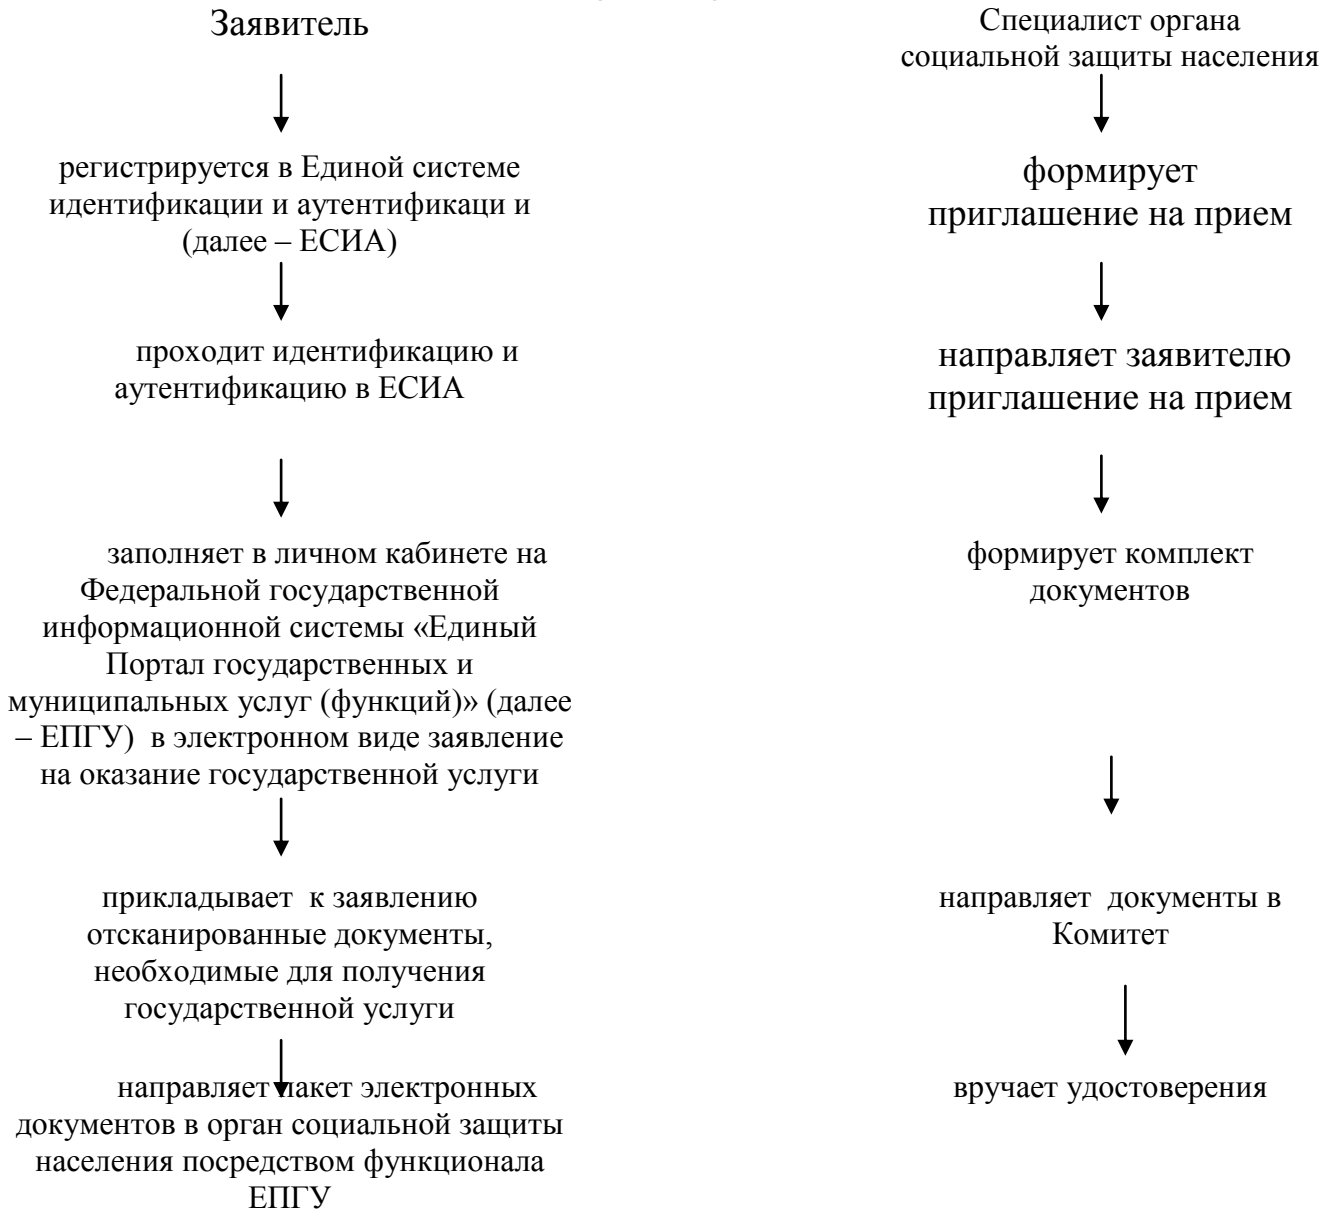 Заявитель
регистрируется в Единой системе
идентификации и аутентификаци и
(далее – ЕСИА)
проходит идентификацию и
аутентификацию в ЕСИА
заполняет в личном кабинете на
Федеральной государственной
информационной системы «Единый
Портал государственных и
муниципальных услуг (функций)» (далее
– ЕПГУ) в электронном виде заявление
на оказание государственной услуги
прикладывает к заявлению
отсканированные документы,
необходимые для получения
государственной услуги
направляет пакет электронных
документов в орган социальной защиты
населения посредством функционала
ЕПГУ
Специалист органа
социальной защиты населения
формирует
приглашение на прием
направляет заявителю
приглашение на прием
формирует комплект
документов
направляет документы в
Комитет
вручает удостоверения